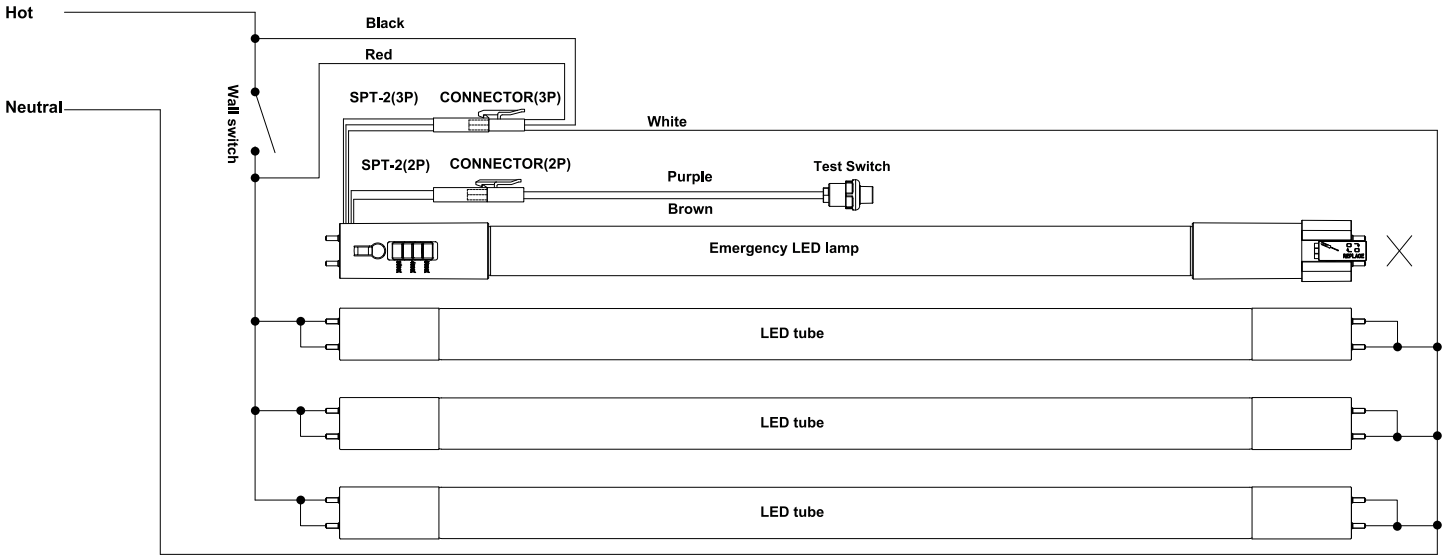 Hot
Black
Red
Neutral
Wall switch
SPT-2(3P)
CONNECTOR(3P)
White
SPT-2(2P)
CONNECTOR(2P)
Purple
Test Switch
Brown
Emergency LED lamp
REPLACE
LED tube
LED tube
LED tube